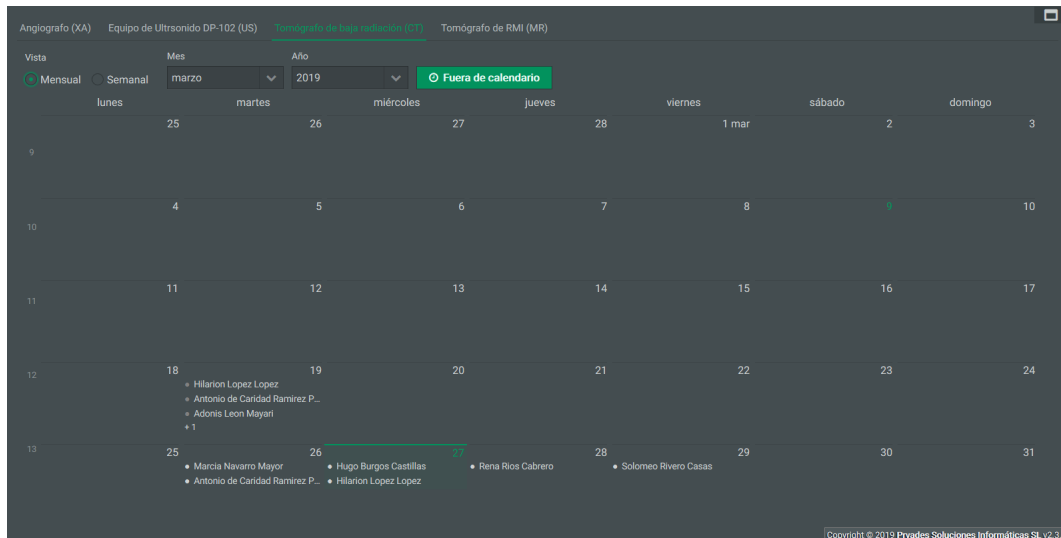 Angiografo (XA) Equipo de Ultrsonido DP-102 (US) Tomógrafo de baja radiación (CT) Tomógrafo de RMI (MR)
Vista Mes Año
Mensual Semanal marzo 2019 Fuera de calendario
lunes martes miércoles jueves viernes sábado domingo
25 26 27 28 1 mar 2 3
9
4 5 6 7 8 9 10
10
11 12 13 14 15 16 17
11
18 19 20 21 22 23 24
12
Hilarion Lopez Lopez
Antonio de Caridad Ramirez P...
Adonis Leon Mayari
+ 1
13
25 26 27 28 29 30 31
Marcia Navarro Mayor Hugo Burgos Castillas Rena Rios Cabrero Solomeo Rivero Casas
Antonio de Caridad Ramirez P... Hilarion Lopez Lopez
Copyright © 2019 Pryades Soluciones Informáticas SL v2.3